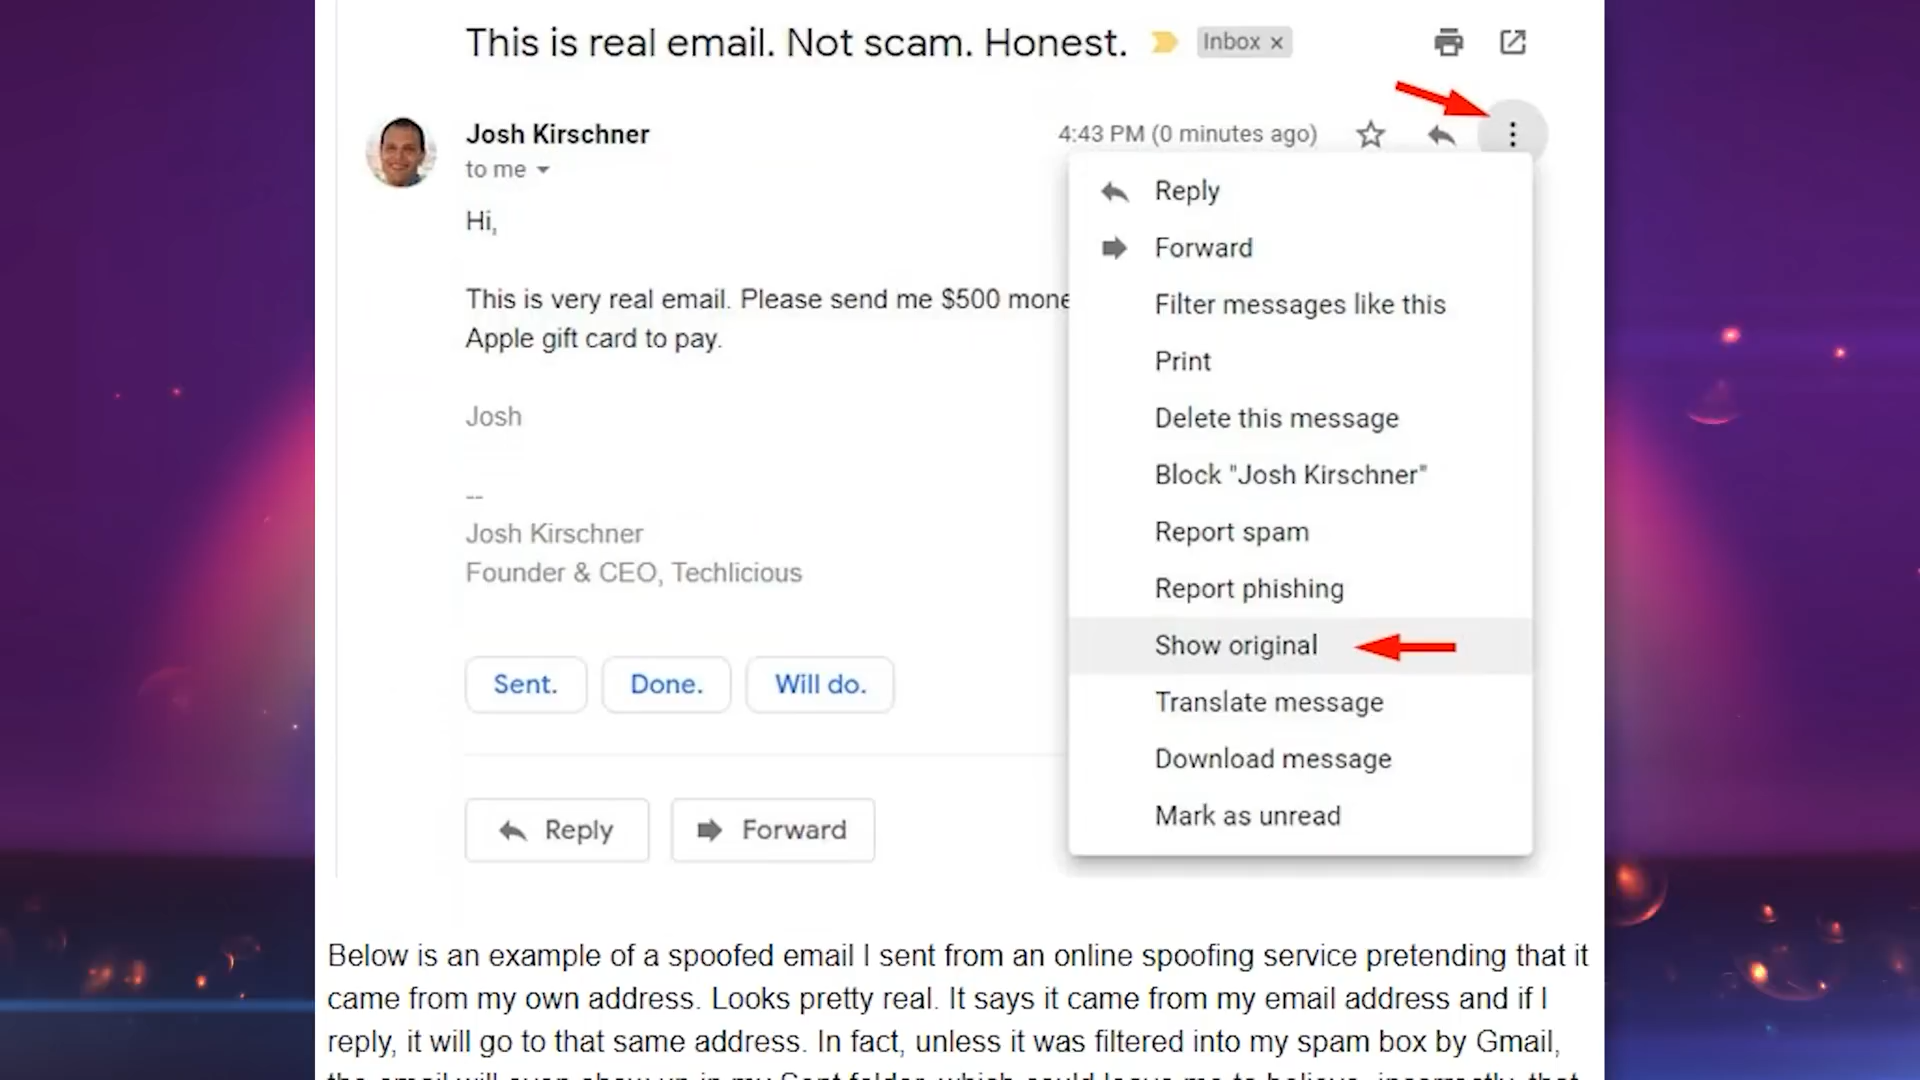 This is real email. Not scam. Honest.
Inbox ×
Josh Kirschner
4:43 PM (0 minutes ago)
to me
Hi,
This is very real email. Please send me $500 mone
Apple gift card to pay.
Josh
--
Josh Kirschner
Founder & CEO, Techlicious
Sent.
Done.
Will do.
Reply
Forward
Reply
Forward
Filter messages like this
Print
Delete this message
Block "Josh Kirschner"
Report spam
Report phishing
Show original
Translate message
Download message
Mark as unread
Below is an example of a spoofed email I sent from an online spoofing service pretending that it
came from my own address. Looks pretty real. It says it came from my email address and if I
reply, it will go to that same address. In fact, unless it was filtered into my spam box by Gmail,